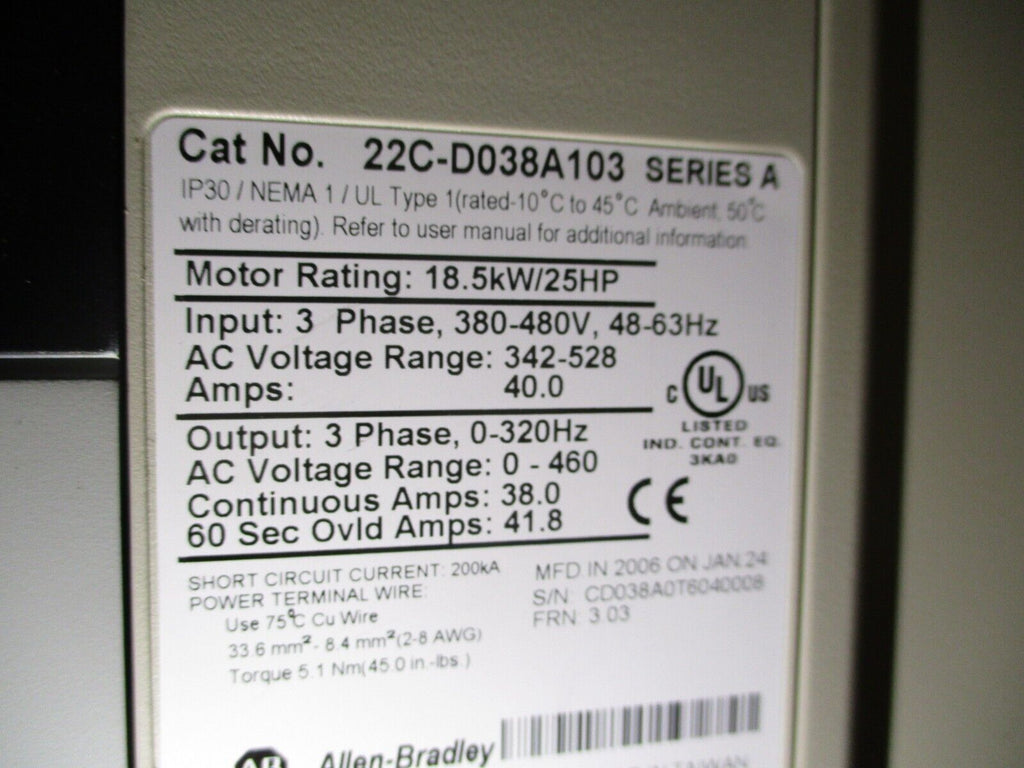 Cat No. 22C-D038A103 SERIES A
IP30 / NEMA 1 / UL Type 1(rated-10°C to 45°C Ambient, 50°C
with derating). Refer to user manual for additional information
Motor Rating: 18.5kW/25HP
Input: 3 Phase, 380-480V, 48-63Hz
AC Voltage Range: 342-528
Amps: 40.0
C UL US
LISTED
IND. CONT. EQ.
3KA0
Output: 3 Phase, 0-320Hz
AC Voltage Range: 0 - 460
Continuous Amps: 38.0
60 Sec Ovld Amps: 41.8
CE
SHORT CIRCUIT CURRENT: 200kA
POWER TERMINAL WIRE:
Use 75°C Cu Wire
33.6 mm² - 8.4 mm²(2-8 AWG)
Torque 5.1 Nm(45.0 in.-lbs.)
MFD. IN 2006 ON JAN.24
S/N: CD038A0T6040008
FRN: 3.03
AB Allen-Bradley
IN TAIWAN